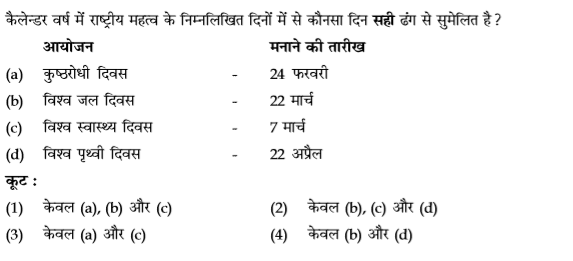 कैलेन्डर वर्ष में राष्ट्रीय महत्व के निम्नलिखित दिनों में से कौनसा दिन सही ढंग से सुमेलित है ?
आयोजन मनाने की तारीख
(a) कुष्ठरोधी दिवस - 24 फरवरी
(b) विश्व जल दिवस - 22 मार्च
(c) विश्व स्वास्थ्य दिवस - 7 मार्च
(d) विश्व पृथ्वी दिवस - 22 अप्रैल
कूट :
(1) केवल (a), (b) और (c) (2) केवल (b), (c) और (d)
(3) केवल (a) और (c) (4) केवल (b) और (d)